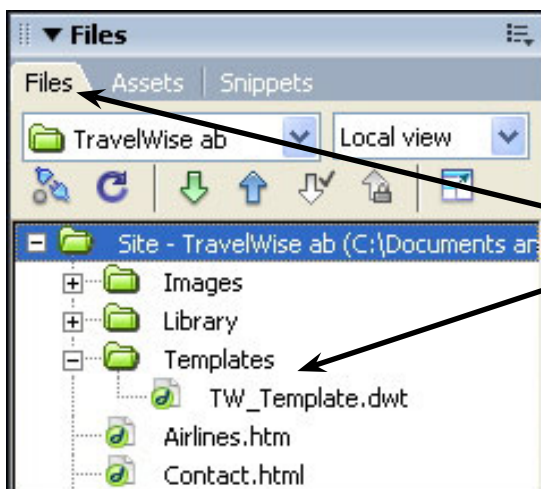 Files
Files Assets Snippets
TravelWise ab Local view
Site - TravelWise ab (C:\Documents ar
Images
Library
Templates
TW_Template.dwt
Airlines.htm
Contact.html